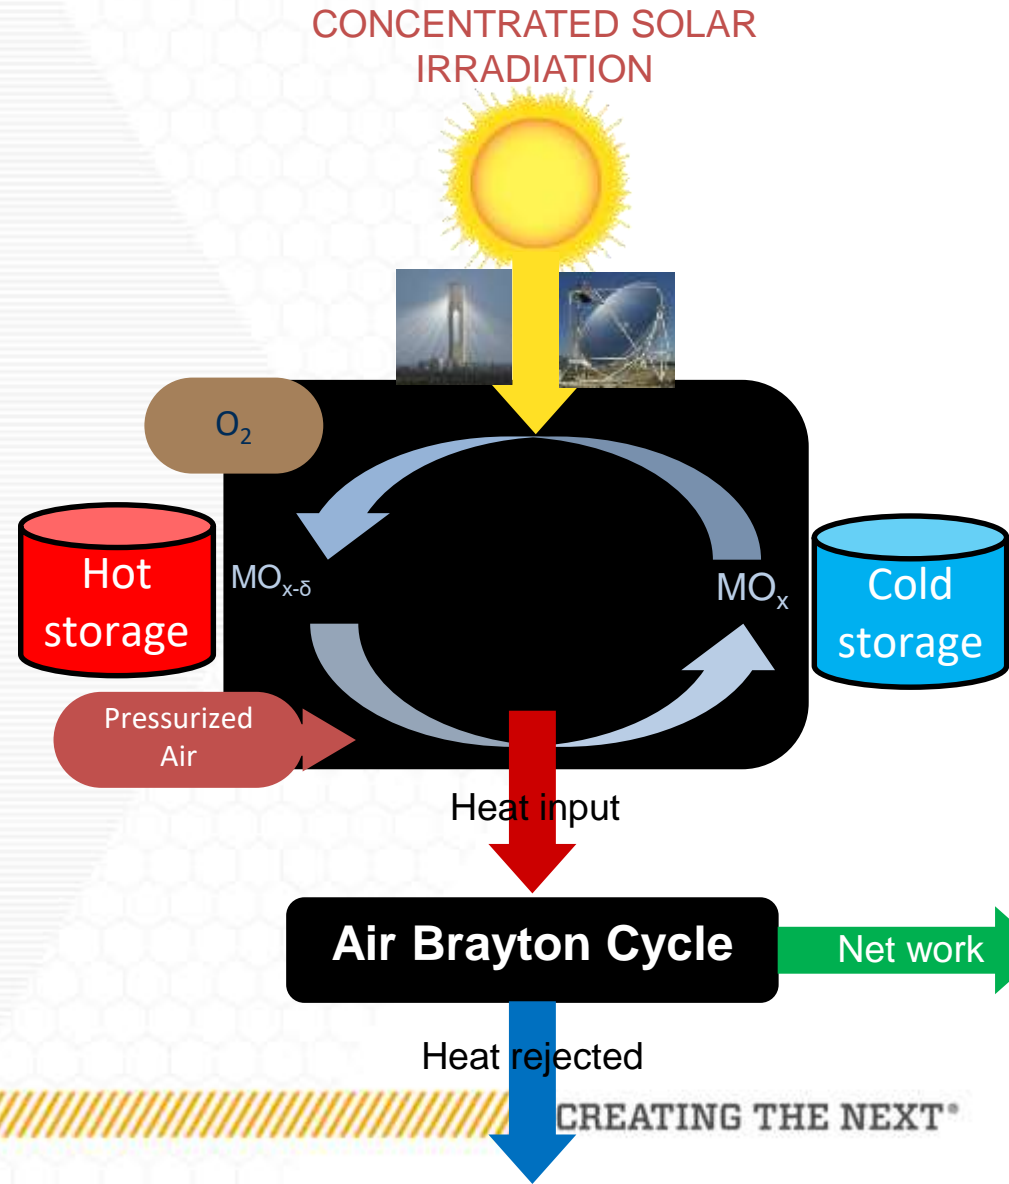 CONCENTRATED SOLAR
IRRADIATION
O₂
Hot
storage
MOₓ₋δ
MOₓ
Cold
storage
Pressurized
Air
Heat input
Air Brayton Cycle
Net work
Heat rejected
CREATING THE NEXT®